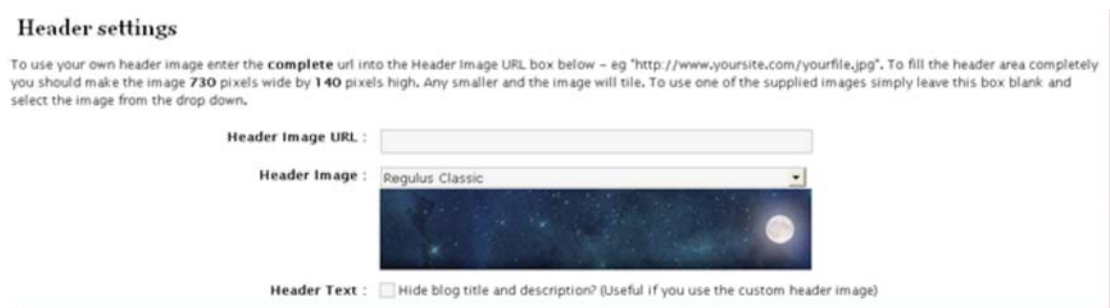 Header settings
To use your own header image enter the complete url into the Header Image URL box below – eg "http://www.yoursite.com/yourfile.jpg". To fill the header area completely
you should make the image 730 pixels wide by 140 pixels high. Any smaller and the image will tile. To use one of the supplied images simply leave this box blank and
select the image from the drop down.
Header Image URL :
Header Image : Regulus Classic
Header Text : Hide blog title and description? (Useful if you use the custom header image)